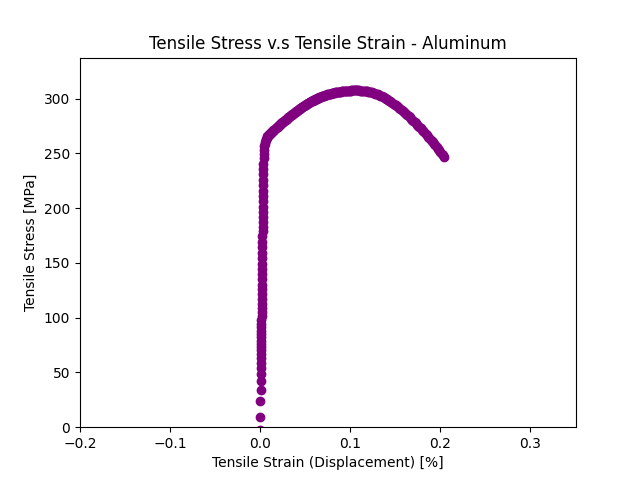 Tensile Stress v.s Tensile Strain - Aluminum
300
250
200
150
100
50
0
Tensile Stress [MPa]
−0.2 −0.1 0.0 0.1 0.2 0.3
Tensile Strain (Displacement) [%]